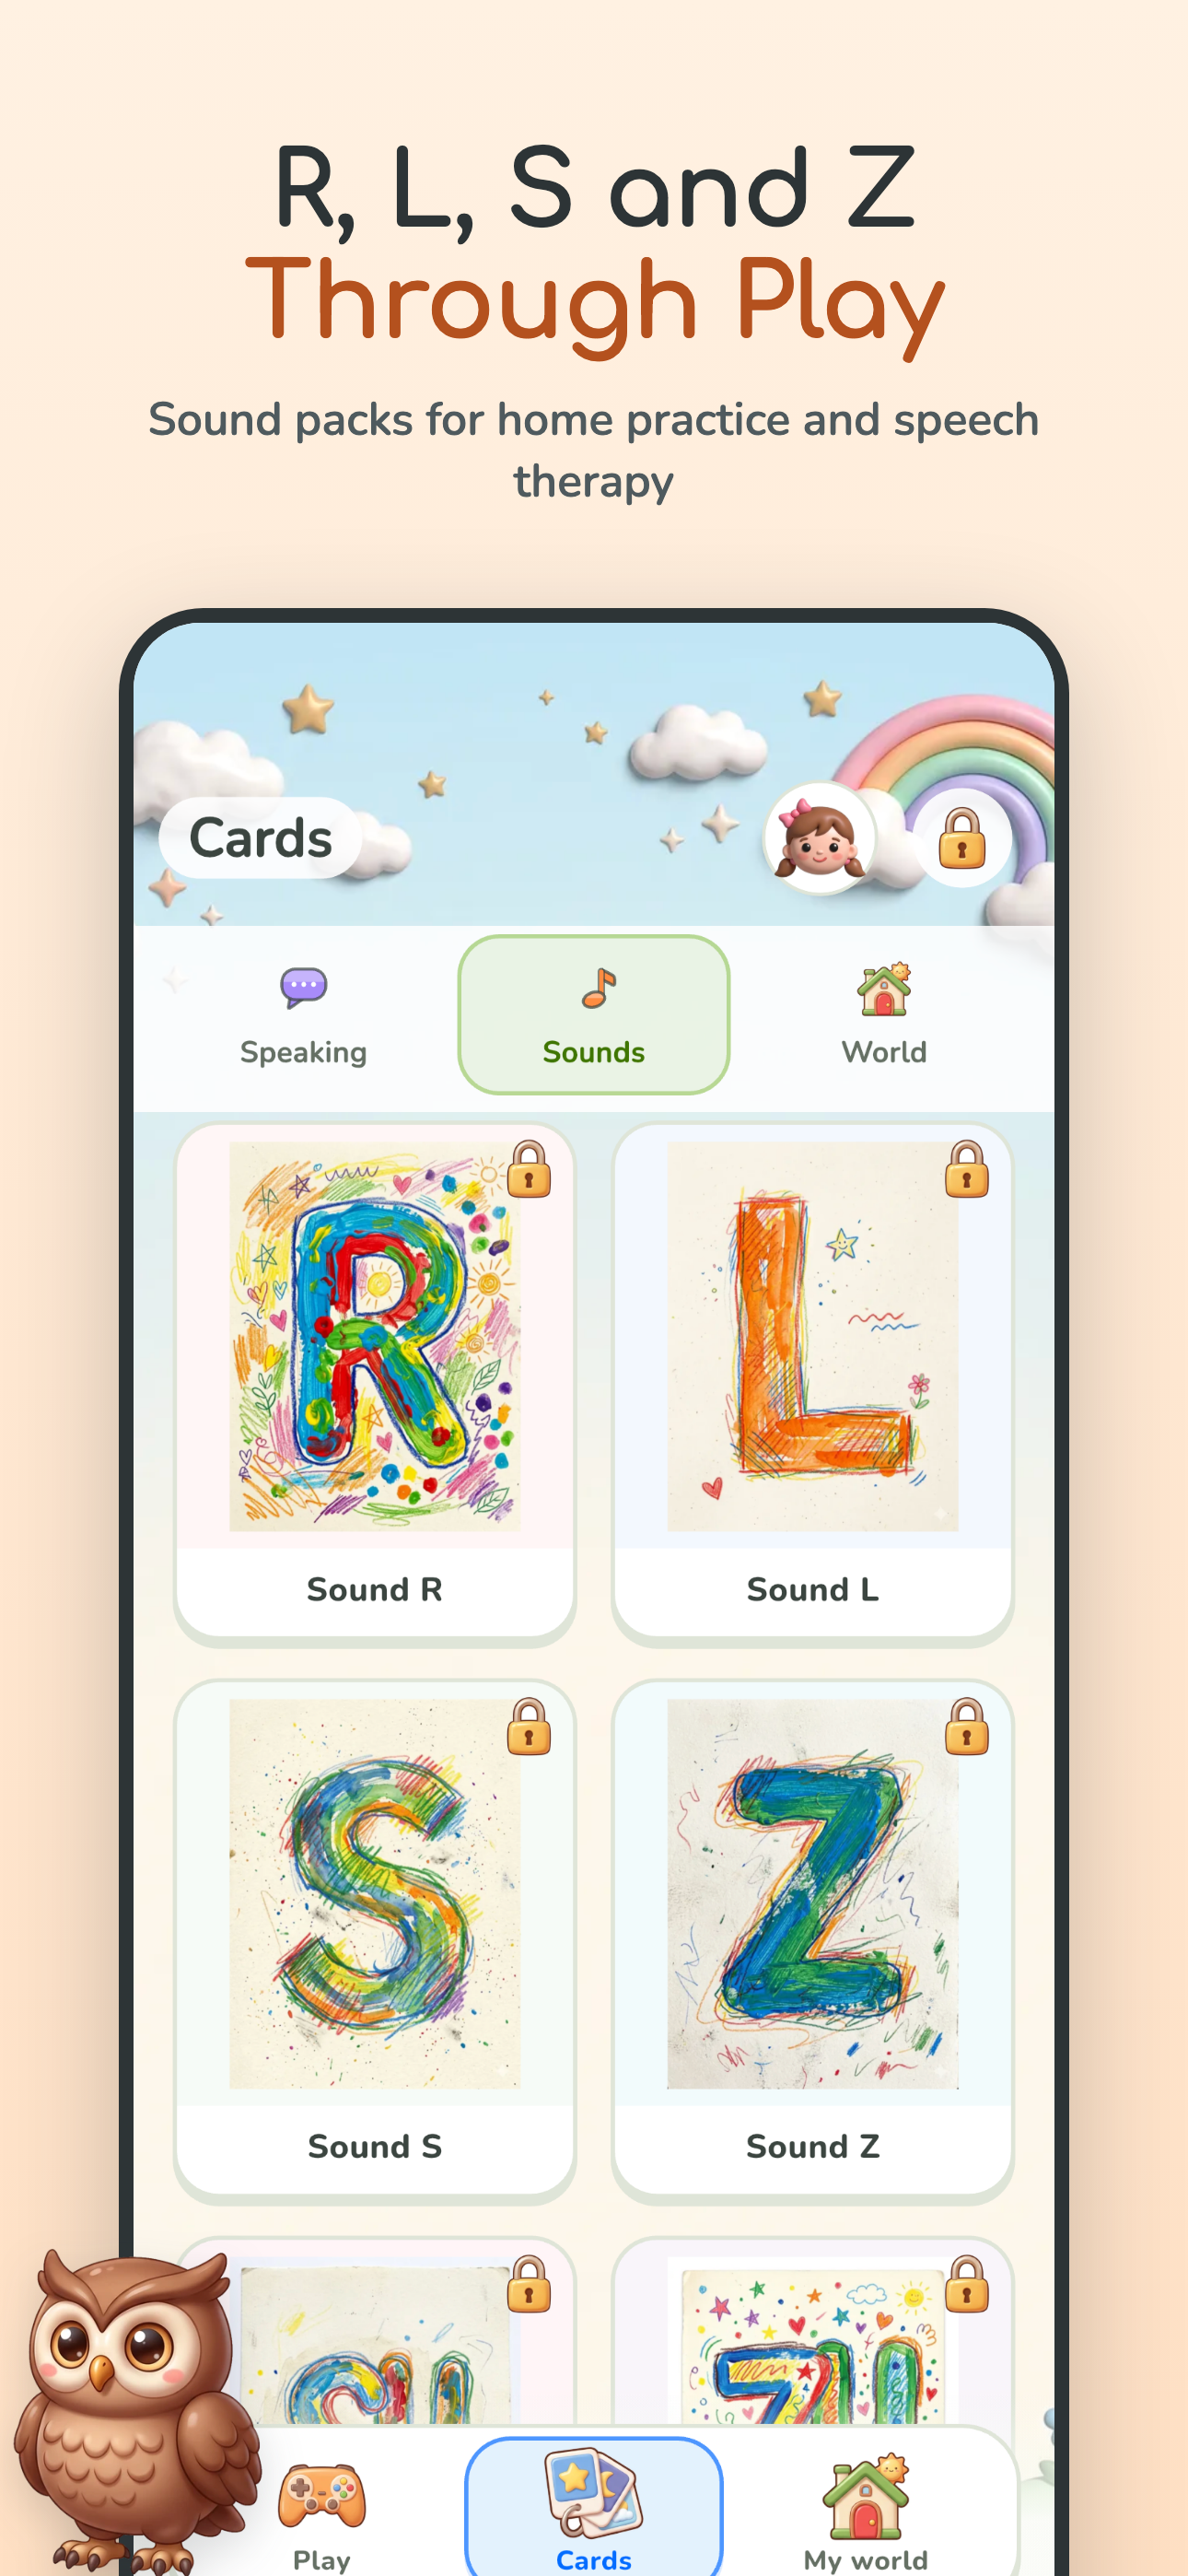 R, L, S and Z
Through Play
Sound packs for home practice and speech
therapy
Cards
Speaking
Sounds
World
R
L
Sound R
Sound L
S
Z
Sound S
Sound Z
Play
Cards
My world